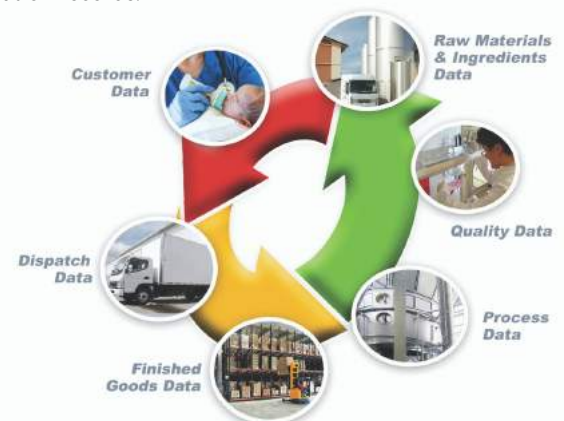 Raw Materials
& Ingredients
Data
Quality Data
Process
Data
Finished
Goods Data
Dispatch
Data
Customer
Data